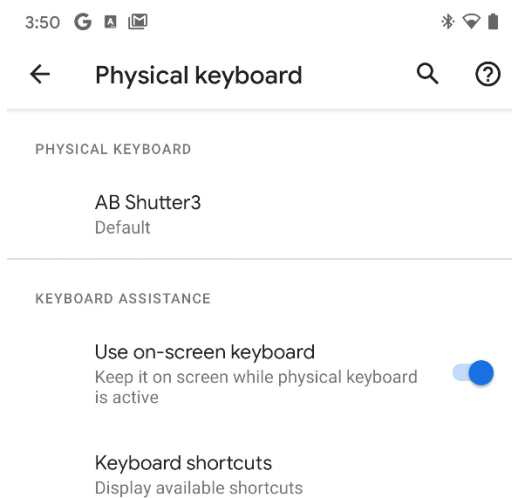 3:50
Physical keyboard
PHYSICAL KEYBOARD
AB Shutter3
Default
KEYBOARD ASSISTANCE
Use on-screen keyboard
Keep it on screen while physical keyboard
is active
Keyboard shortcuts
Display available shortcuts